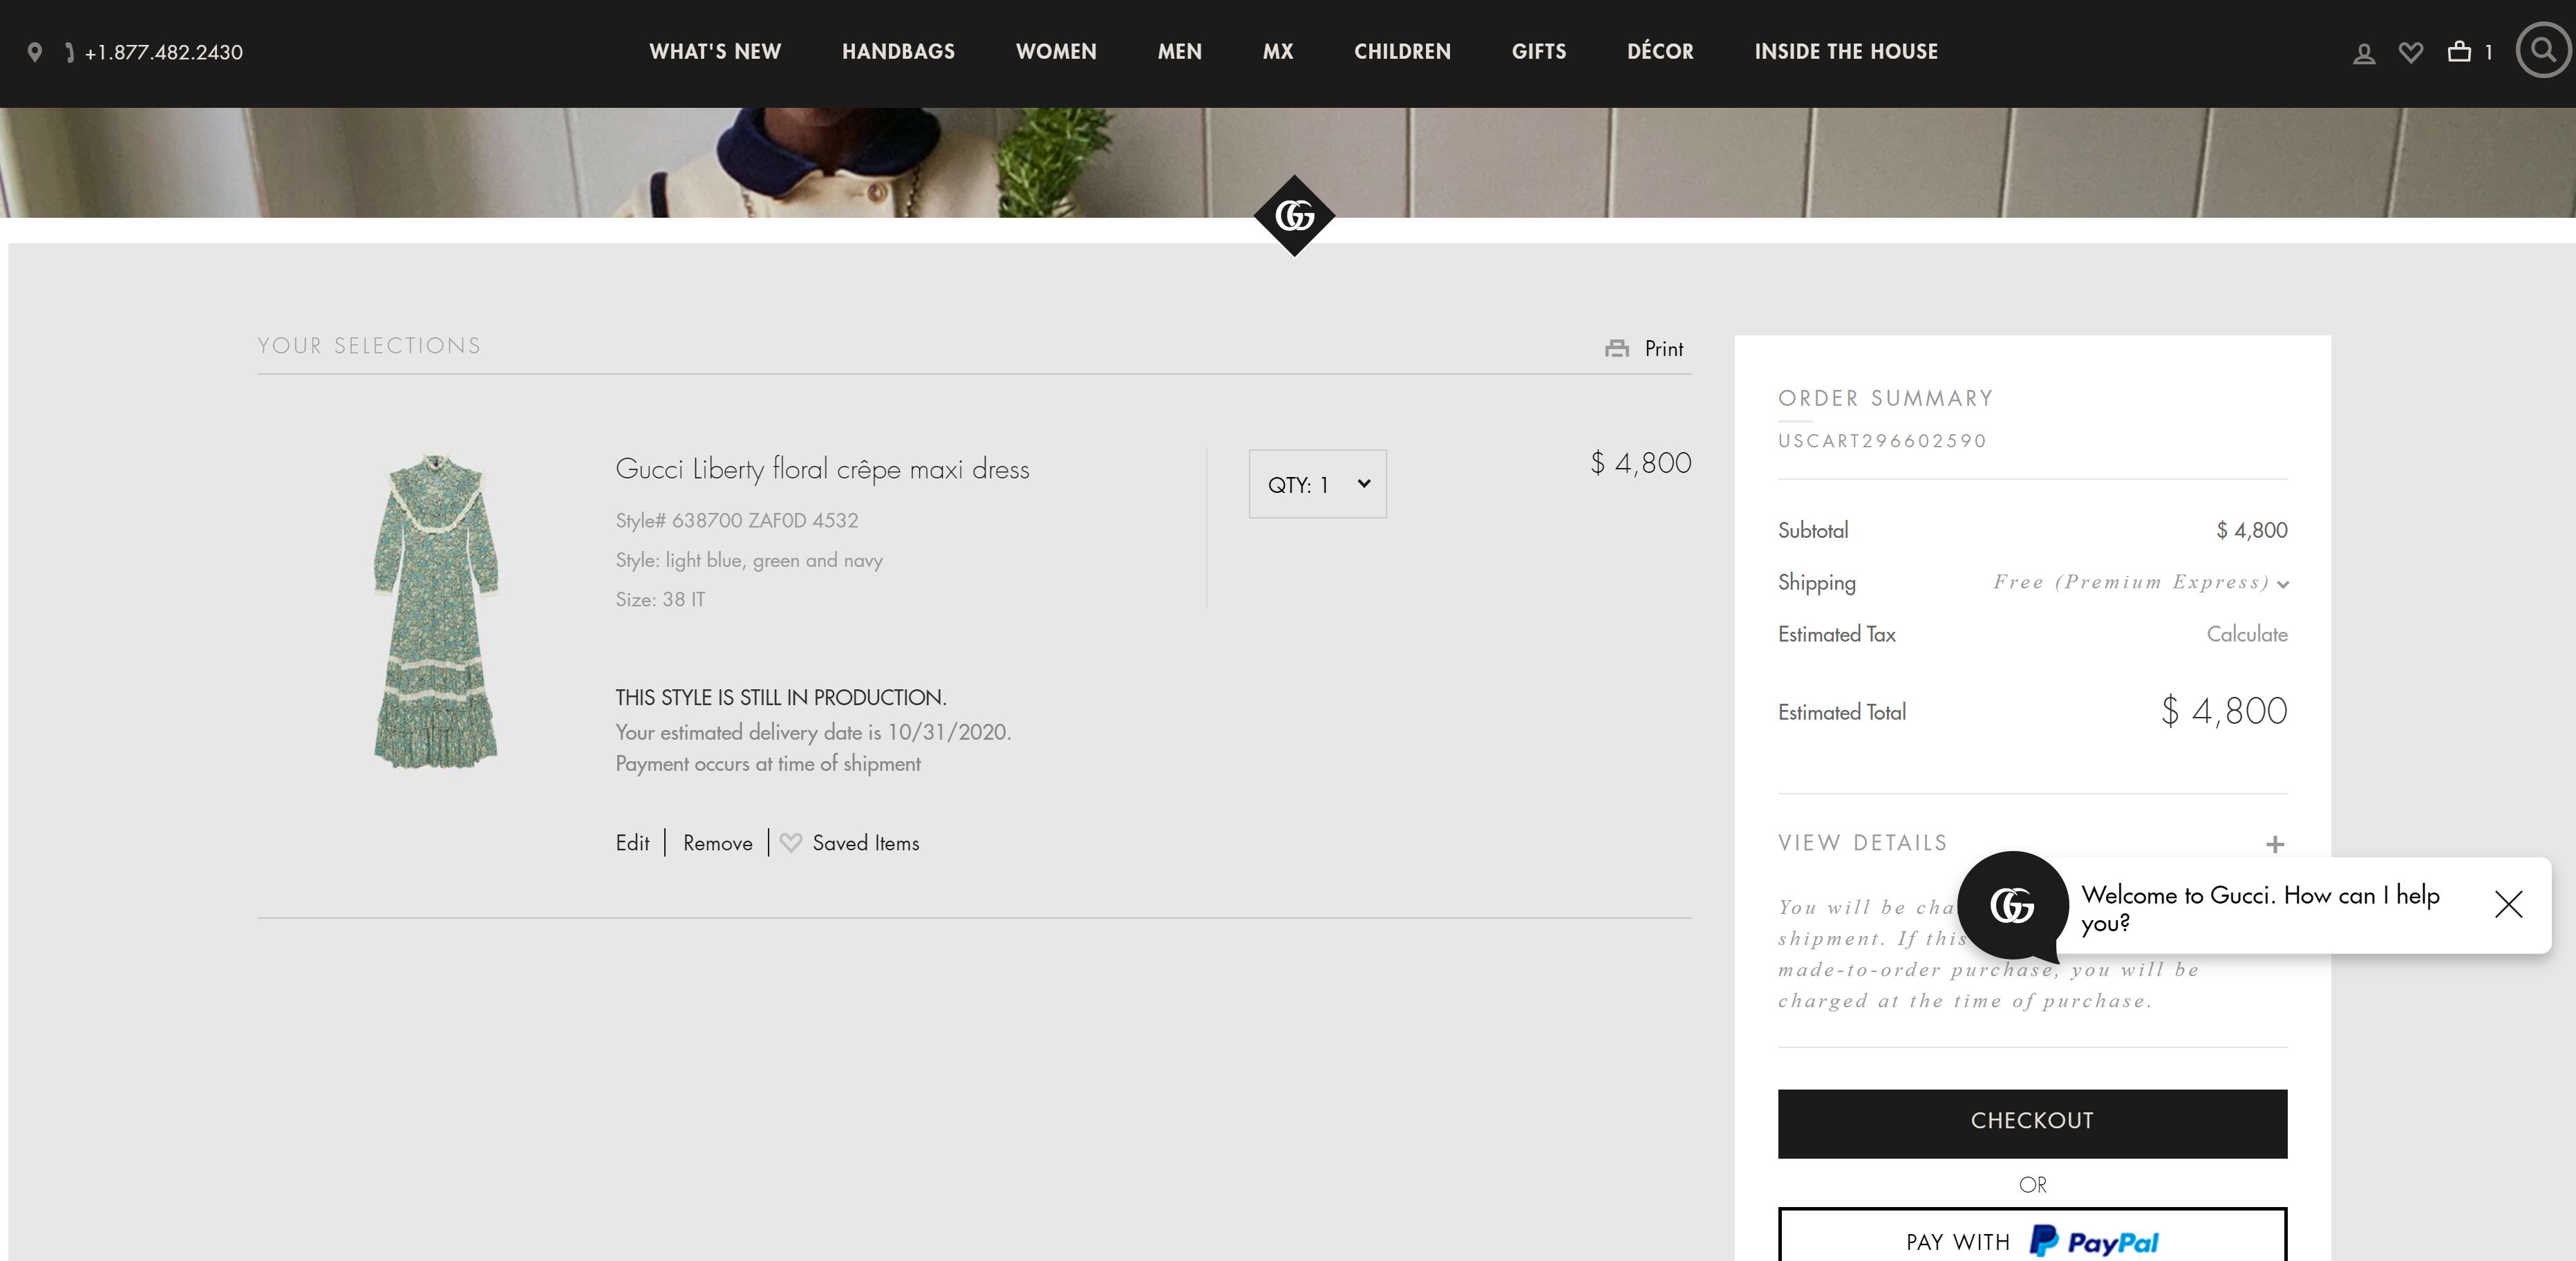 +1.877.482.2430
WHAT'S NEW HANDBAGS WOMEN MEN MX CHILDREN GIFTS DÉCOR INSIDE THE HOUSE
1
GG
YOUR SELECTIONS
Print
Gucci Liberty floral crêpe maxi dress
Style# 638700 ZAF0D 4532
Style: light blue, green and navy
Size: 38 IT
QTY: 1
$ 4,800
THIS STYLE IS STILL IN PRODUCTION.
Your estimated delivery date is 10/31/2020.
Payment occurs at time of shipment
Edit | Remove | Saved Items
ORDER SUMMARY
USCART296602590
Subtotal $ 4,800
Shipping Free (Premium Express)
Estimated Tax Calculate
Estimated Total $ 4,800
VIEW DETAILS +
You will be
shipment. If this
made-to-order purchase, you will be
charged at the time of purchase.
GG
Welcome to Gucci. How can I help
you?
CHECKOUT
OR
PAY WITH PayPal